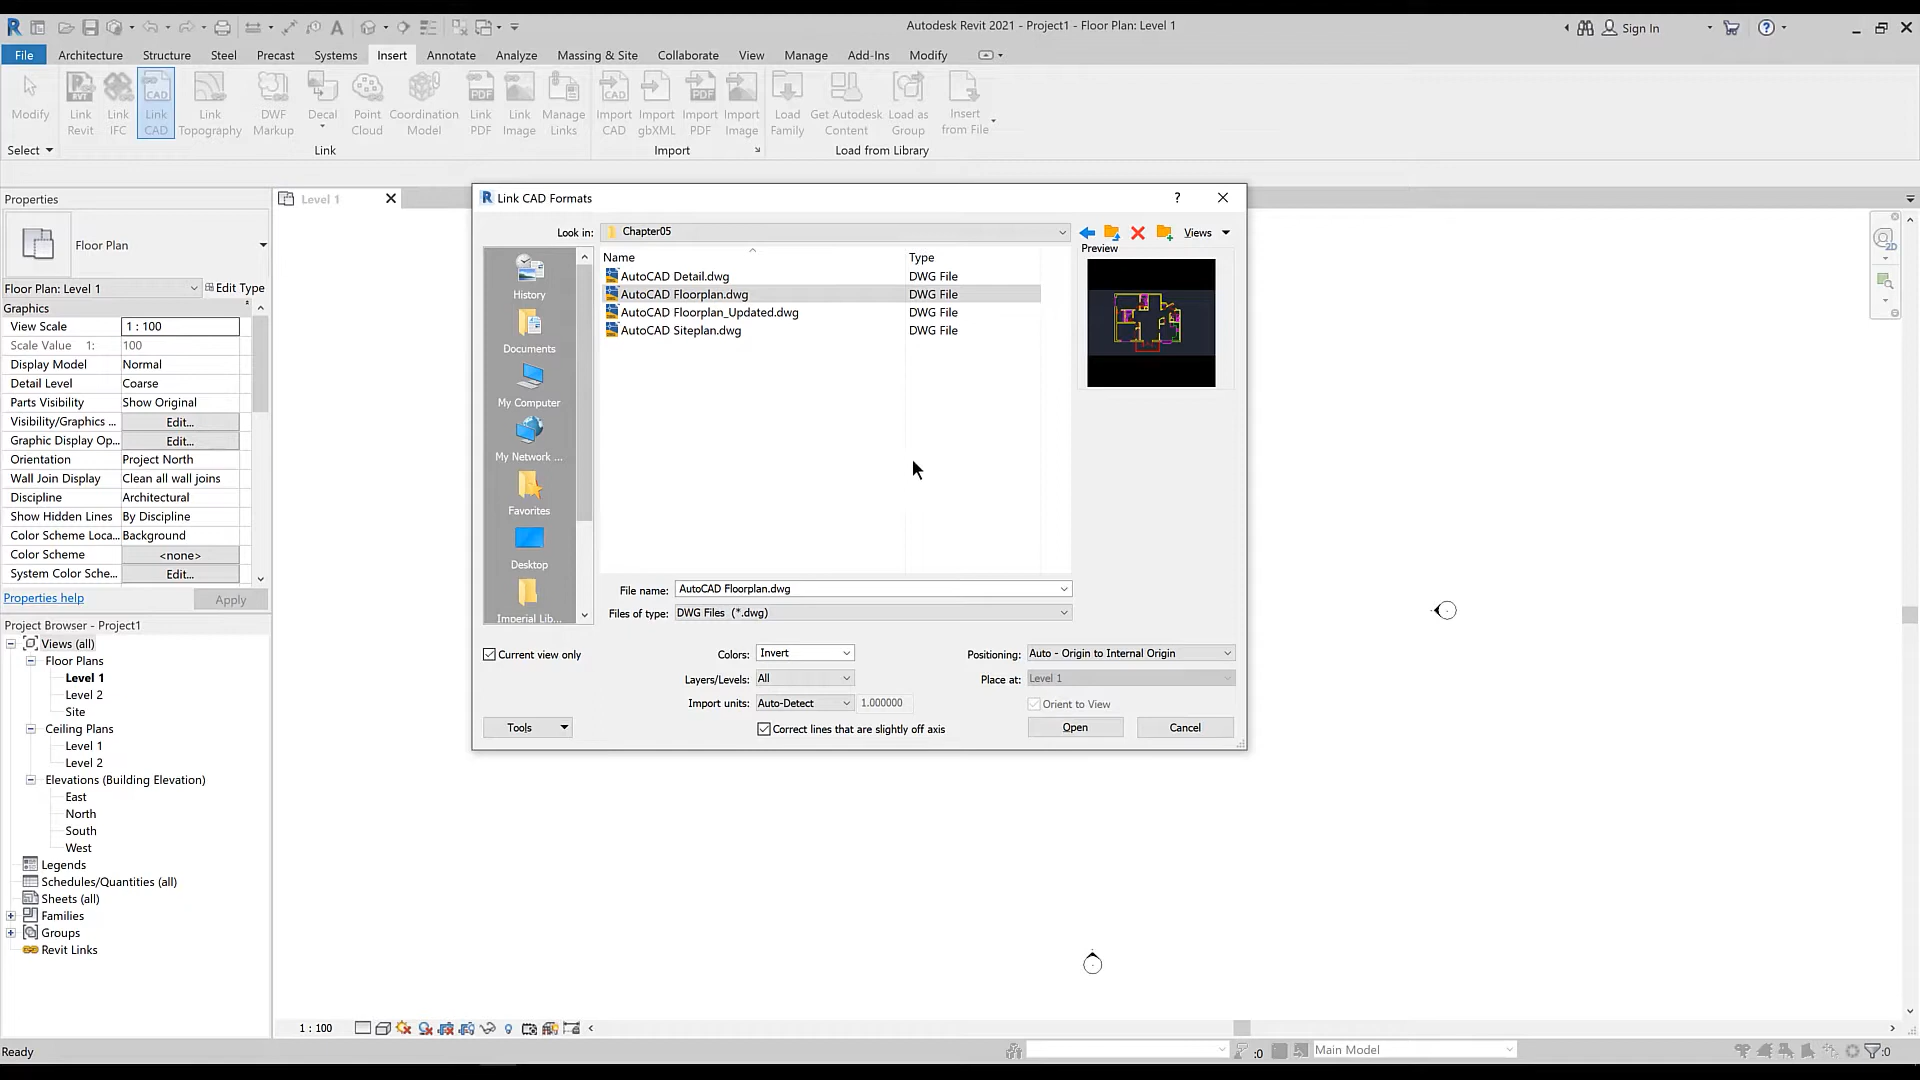 Autodesk Revit 2021 - Project1 - Floor Plan: Level 1
Sign In
File Architecture Structure Steel Precast Systems Insert Annotate Analyze Massing & Site Collaborate View Manage Add-Ins Modify
Modify
Link Revit
Link IFC
Link CAD
Link Topography
DWF Markup
Decal
Point Cloud
Coordination Model
Link PDF
Link Image
Manage Links
Import CAD
Import gbXML
Import PDF
Import Image
Load Family
Get Autodesk Content
Load as Group
Insert from File
Select
Link
Import
Load from Library
Properties
Floor Plan
Floor Plan: Level 1
Edit Type
Graphics
View Scale 1 : 100
Scale Value 1: 100
Display Model Normal
Detail Level Coarse
Parts Visibility Show Original
Visibility/Graphics ... Edit...
Graphic Display Op... Edit...
Orientation Project North
Wall Join Display Clean all wall joins
Discipline Architectural
Show Hidden Lines By Discipline
Color Scheme Loca... Background
Color Scheme <none>
System Color Sche... Edit...
Properties help
Apply
Project Browser - Project1
Views (all)
Floor Plans
Level 1
Level 2
Site
Ceiling Plans
Level 1
Level 2
Elevations (Building Elevation)
East
North
South
West
Legends
Schedules/Quantities (all)
Sheets (all)
Families
Groups
Revit Links
Level 1
Link CAD Formats
?
Look in: Chapter05
Views
Preview
History
Documents
My Computer
My Network ...
Favorites
Desktop
Imperial Lib...
Name Type
AutoCAD Detail.dwg DWG File
AutoCAD Floorplan.dwg DWG File
AutoCAD Floorplan_Updated.dwg DWG File
AutoCAD Siteplan.dwg DWG File
File name: AutoCAD Floorplan.dwg
Files of type: DWG Files (*.dwg)
Current view only
Colors: Invert
Layers/Levels: All
Import units: Auto-Detect 1.000000
Correct lines that are slightly off axis
Positioning: Auto - Origin to Internal Origin
Place at: Level 1
Orient to View
Tools
Open
Cancel
2D
1 : 100
Ready
:0
Main Model
:0